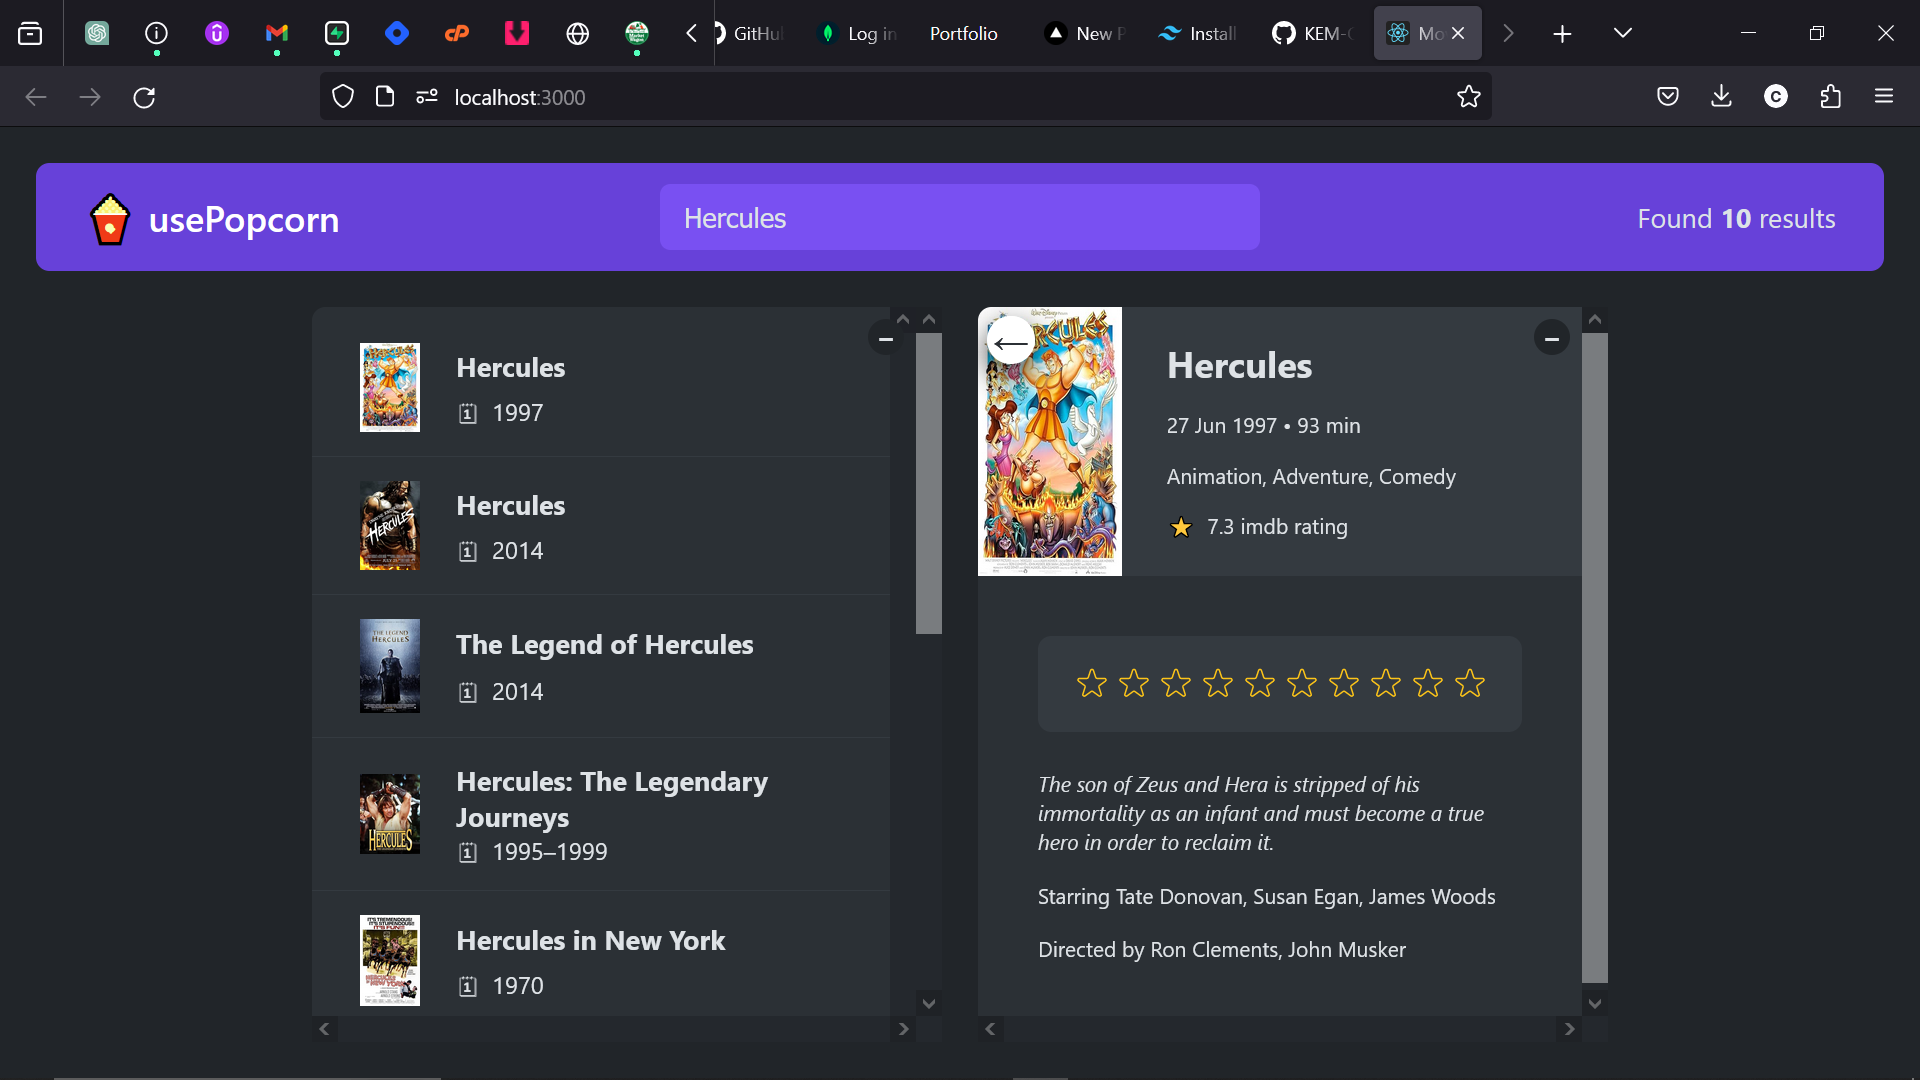 GitHu
Log in
Portfolio
New P
Install
KEM-
Mo
localhost:3000
usePopcorn
Hercules
Found 10 results
Hercules
1997
Hercules
2014
The Legend of Hercules
2014
Hercules: The Legendary
Journeys
1995–1999
Hercules in New York
1970
Hercules
27 Jun 1997 • 93 min
Animation, Adventure, Comedy
7.3 imdb rating
The son of Zeus and Hera is stripped of his
immortality as an infant and must become a true
hero in order to reclaim it.
Starring Tate Donovan, Susan Egan, James Woods
Directed by Ron Clements, John Musker